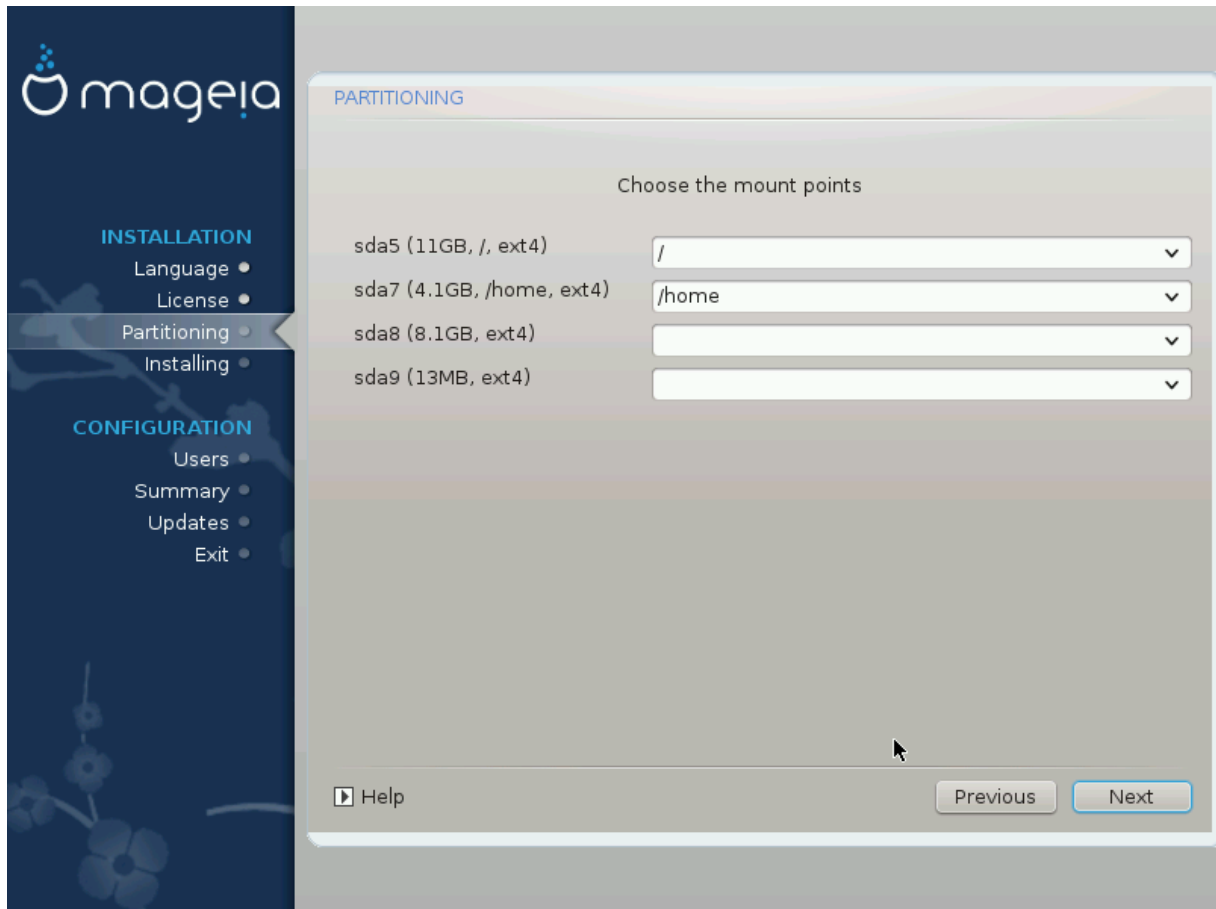 mageia
INSTALLATION
Language
License
Partitioning
Installing
CONFIGURATION
Users
Summary
Updates
Exit
PARTITIONING
Choose the mount points
sda5 (11GB, /, ext4) /
sda7 (4.1GB, /home, ext4) /home
sda8 (8.1GB, ext4)
sda9 (13MB, ext4)
Help Previous Next